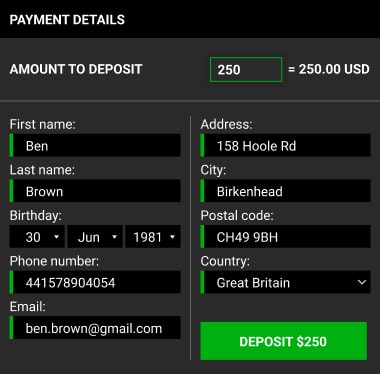 PAYMENT DETAILS
AMOUNT TO DEPOSIT 250 = 250.00 USD
First name:
Ben
Last name:
Brown
Birthday:
30 Jun 1981
Phone number:
441578904054
Email:
ben.brown@gmail.com
Address:
158 Hoole Rd
City:
Birkenhead
Postal code:
CH49 9BH
Country:
Great Britain
DEPOSIT $250